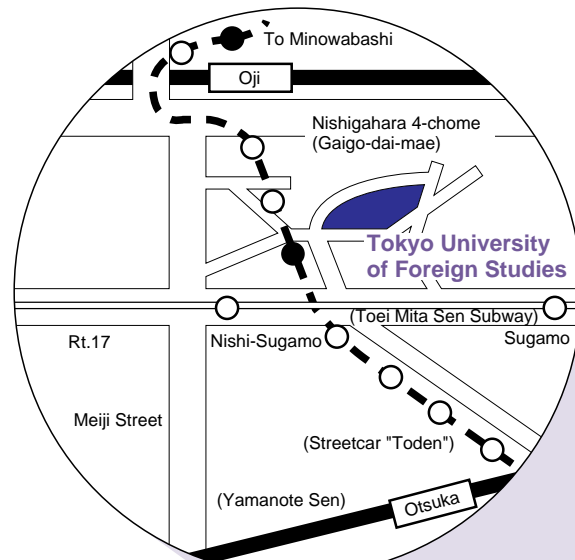 To Minowabashi
Oji
Nishigahara 4-chome
(Gaigo-dai-mae)
Tokyo University
of Foreign Studies
(Toei Mita Sen Subway)
Rt.17
Nishi-Sugamo
Sugamo
Meiji Street
(Streetcar "Toden")
(Yamanote Sen)
Otsuka